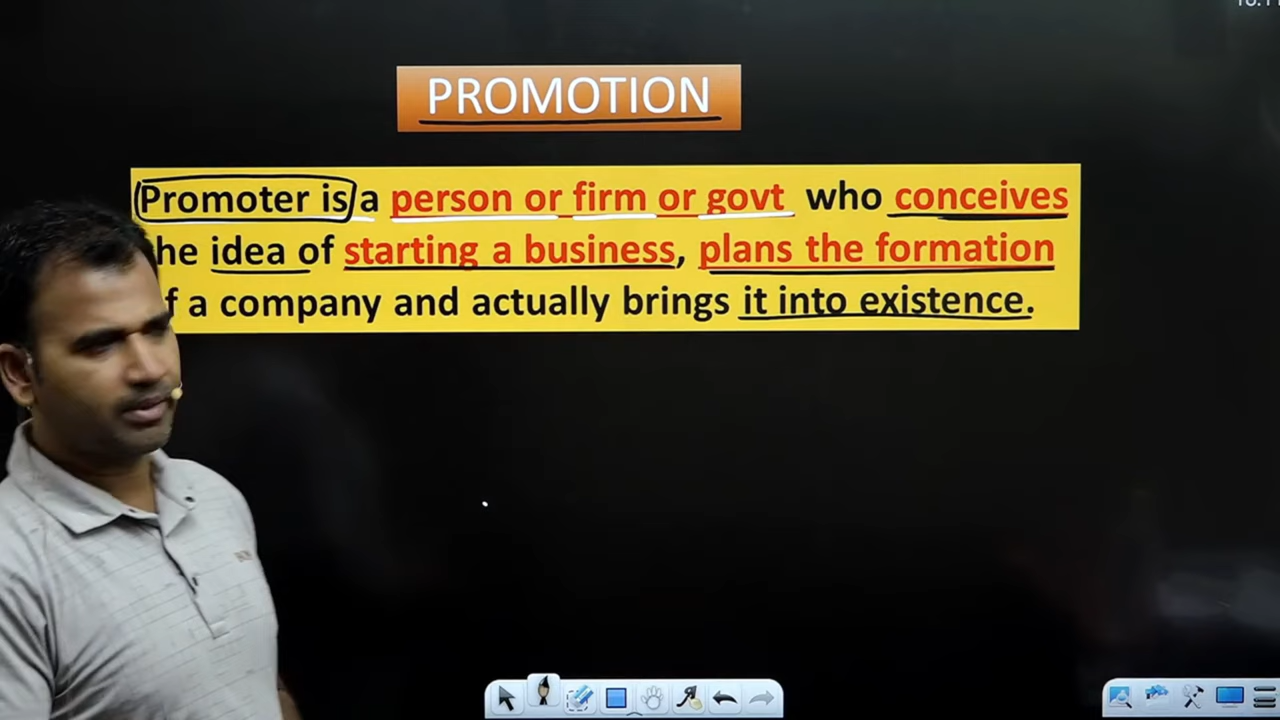 PROMOTION
Promoter is a person or firm or govt who conceives
he idea of starting a business, plans the formation
f a company and actually brings it into existence.